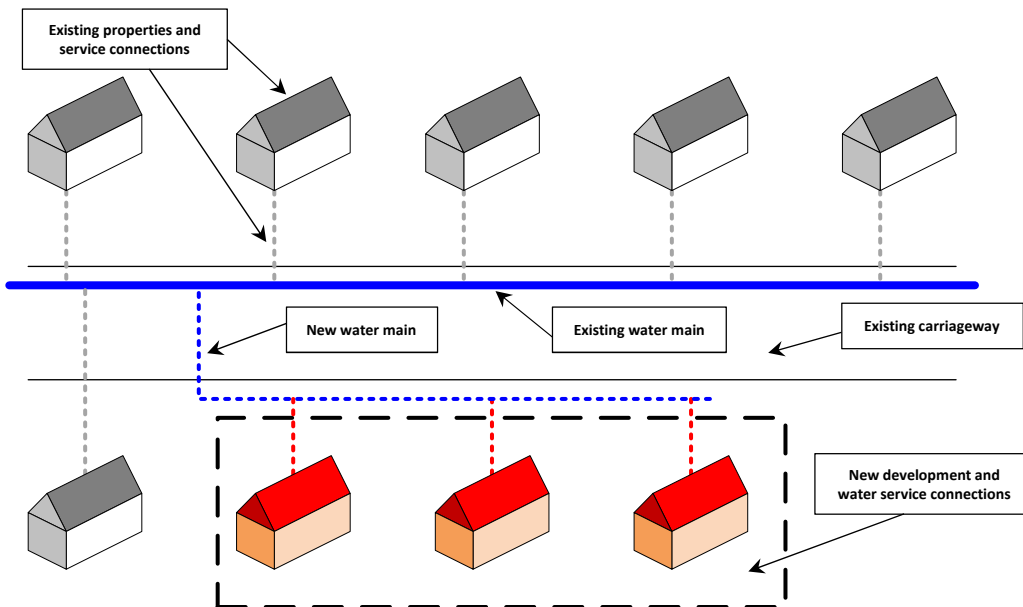 Existing properties and
service connections
New water main
Existing water main
Existing carriageway
New development and
water service connections